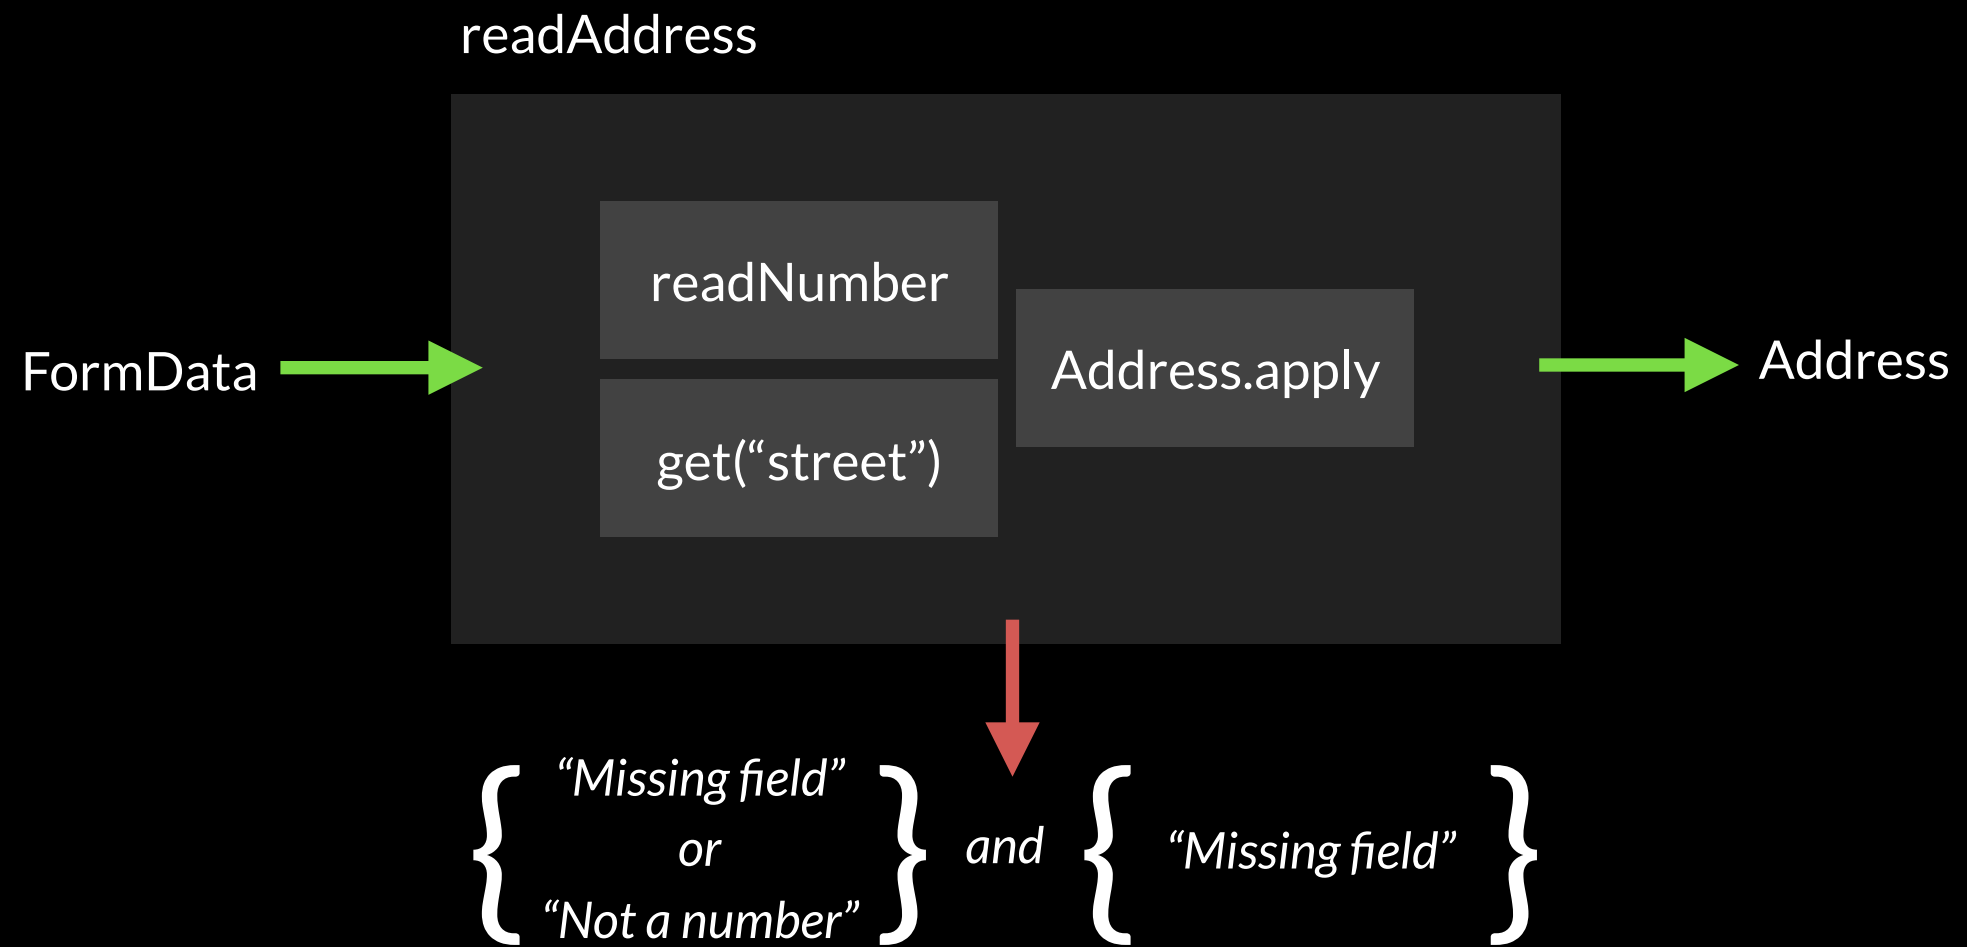 readAddress
readNumber
FormData
Address.apply
Address
get(“street”)
{ “Missing field”
or
“Not a number” }
and
{ “Missing field” }